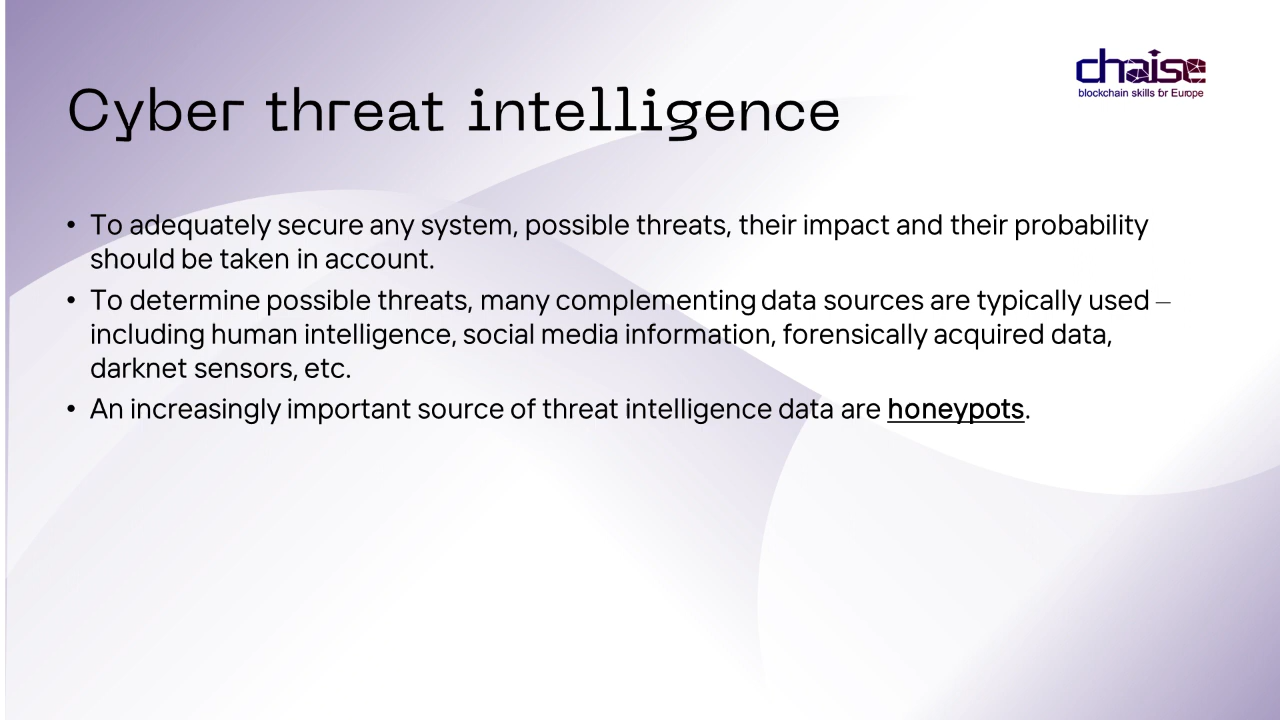 chaise
blockchain skills for Europe
Cyber threat intelligence
• To adequately secure any system, possible threats, their impact and their probability
should be taken in account.
• To determine possible threats, many complementing data sources are typically used –
including human intelligence, social media information, forensically acquired data,
darknet sensors, etc.
• An increasingly important source of threat intelligence data are honeypots.